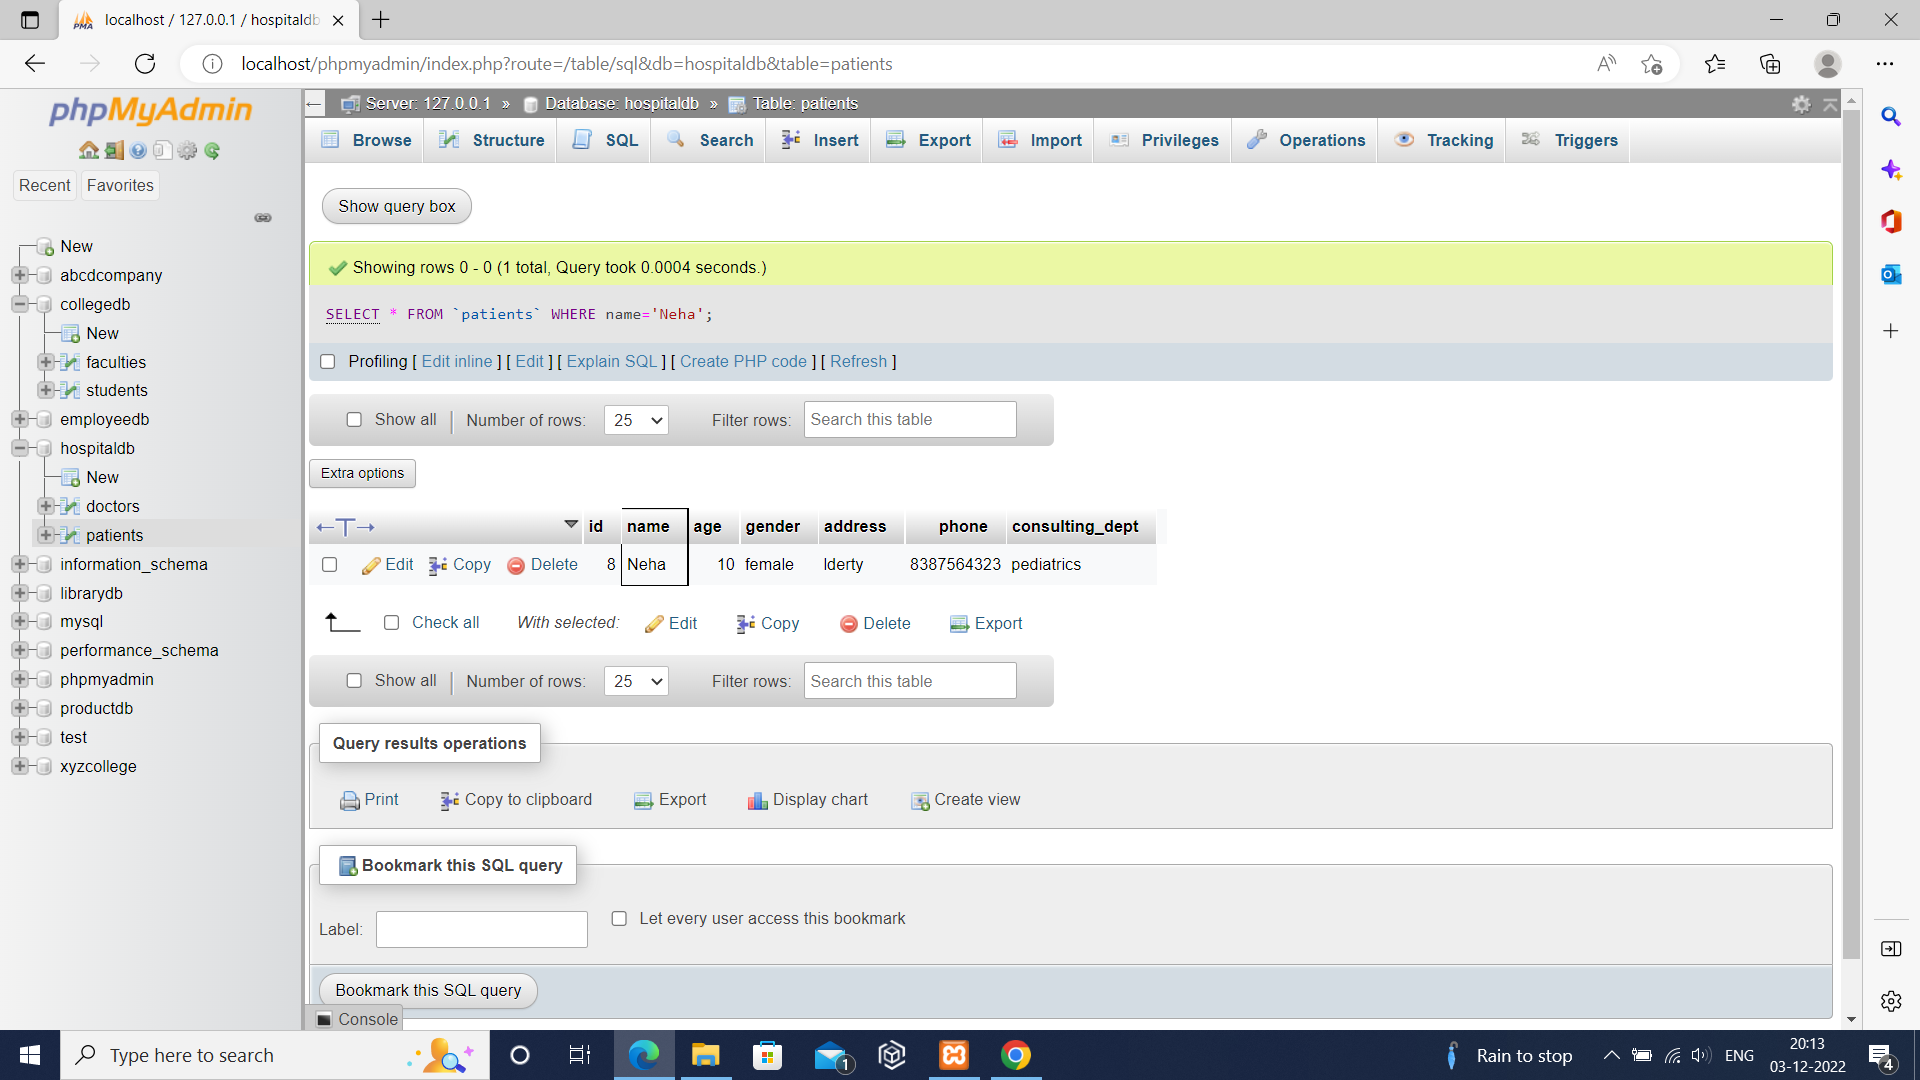 localhost / 127.0.0.1 / hospitaldb
localhost/phpmyadmin/index.php?route=/table/sql&db=hospitaldb&table=patients
phpMyAdmin
Recent Favorites
New
abcdcompany
collegedb
New
faculties
students
employeedb
hospitaldb
New
doctors
patients
information_schema
librarydb
mysql
performance_schema
phpmyadmin
productdb
test
xyzcollege
Server: 127.0.0.1 » Database: hospitaldb » Table: patients
Browse Structure SQL Search Insert Export Import Privileges Operations Tracking Triggers
Show query box
Showing rows 0 - 0 (1 total, Query took 0.0004 seconds.)
SELECT * FROM `patients` WHERE name='Neha';
Profiling [ Edit inline ] [ Edit ] [ Explain SQL ] [ Create PHP code ] [ Refresh ]
Show all | Number of rows: 25 Filter rows: Search this table
Extra options
←T→ id name age gender address phone consulting_dept
Edit Copy Delete 8 Neha 10 female lderty 8387564323 pediatrics
Check all With selected: Edit Copy Delete Export
Show all | Number of rows: 25 Filter rows: Search this table
Query results operations
Print Copy to clipboard Export Display chart Create view
Bookmark this SQL query
Label: Let every user access this bookmark
Bookmark this SQL query
Console
Type here to search
1
Rain to stop
ENG
20:13
03-12-2022
4